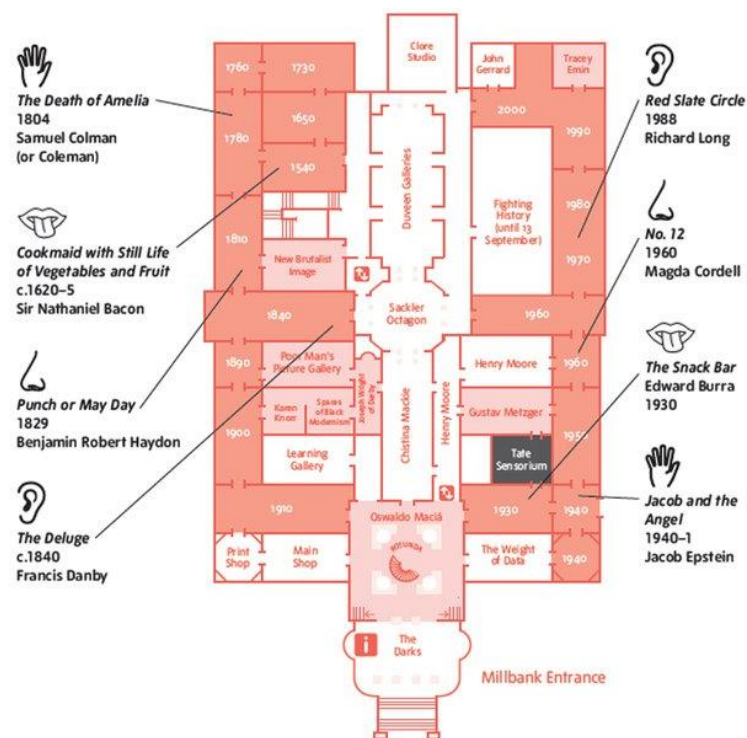 The Death of Amelia
1804
Samuel Colman
(or Coleman)
Cookmaid with Still Life
of Vegetables and Fruit
c.1620–5
Sir Nathaniel Bacon
Punch or May Day
1829
Benjamin Robert Haydon
The Deluge
c.1840
Francis Danby
1760
1730
1780
1650
1540
1810
New Brutalist
Image
1840
1890
Poor Man's
Picture Gallery
Karen
Knorr
Spaces
of Black
Modernism
Joseph Wright
of Derby
1900
Learning
Gallery
1910
Print
Shop
Main
Shop
Clore
Studio
Duveen Galleries
Sackler
Octagon
Chistina Mackie
Henry Moore
Oswaldo Maciá
ROTUNDA
i
The
Darks
Millbank Entrance
John
Gerrard
Tracey
Emin
2000
1990
Fighting
History
(until 13
September)
1980
1970
1960
Henry Moore
1960
Gustav Metzger
1950
Tate
Sensorium
1930
1940
The Weight
of Data
1940
Red Slate Circle
1988
Richard Long
No. 12
1960
Magda Cordell
The Snack Bar
Edward Burra
1930
Jacob and the
Angel
1940–1
Jacob Epstein